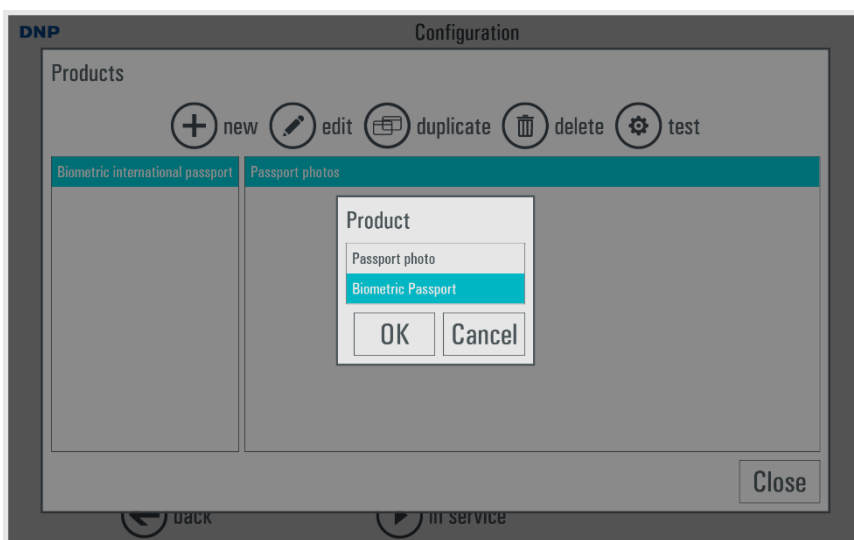 DNP Configuration
Products
new edit duplicate delete test
Biometric international passport Passport photos
Product
Passport photo
Biometric Passport
OK Cancel
Close
back in service